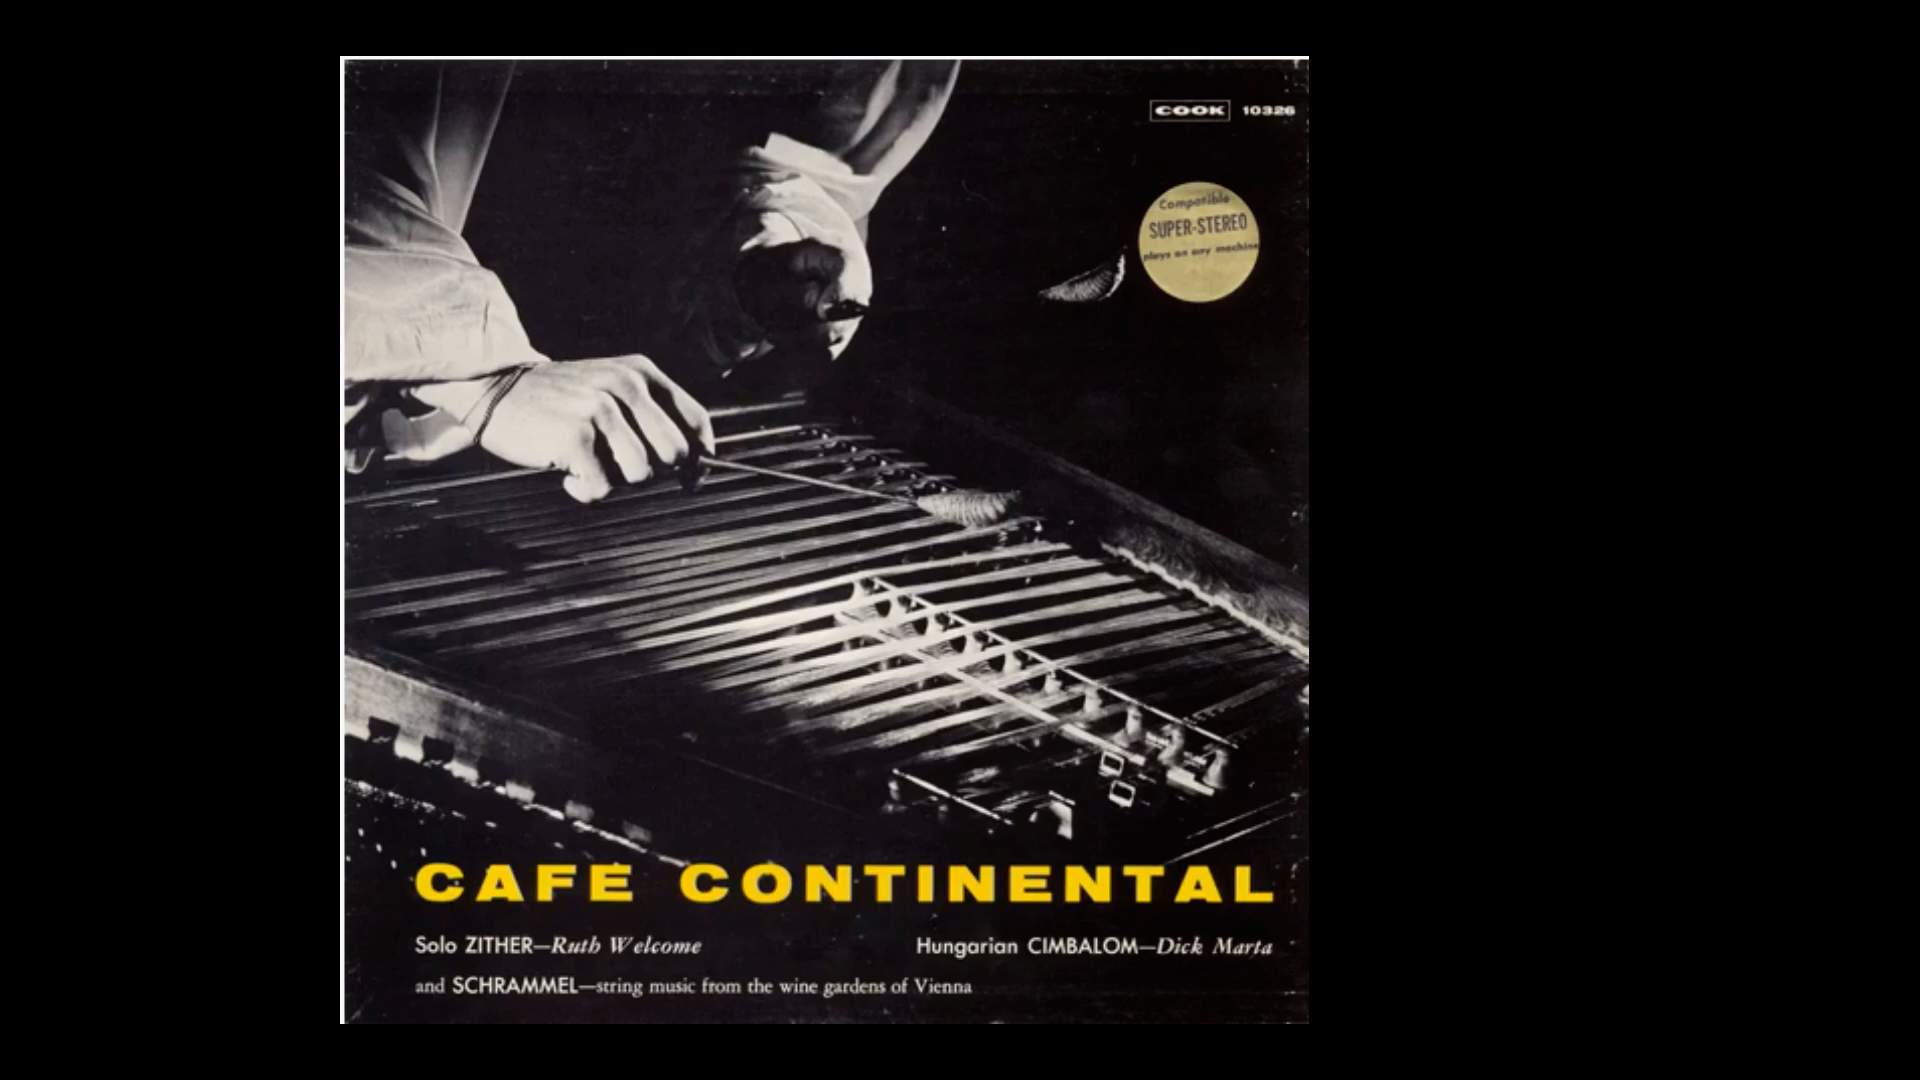 COOK 10326
Compatible
SUPER-STEREO
plays on any machine
CAFE CONTINENTAL
Solo ZITHER—Ruth Welcome
Hungarian CIMBALOM—Dick Marta
and SCHRAMMEL—string music from the wine gardens of Vienna